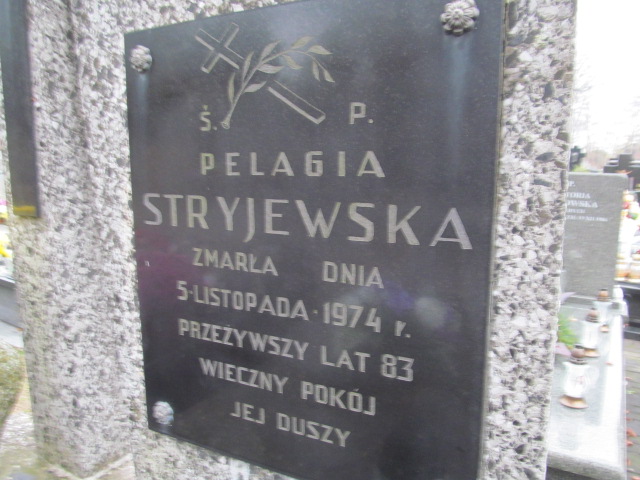 Ś. P.
PELAGIA
STRYJEWSKA
ZMARŁA DNIA
5·LISTOPADA·1974 r.
PRZEŻYWSZY LAT 83
WIECZNY POKÓJ
JEJ DUSZY